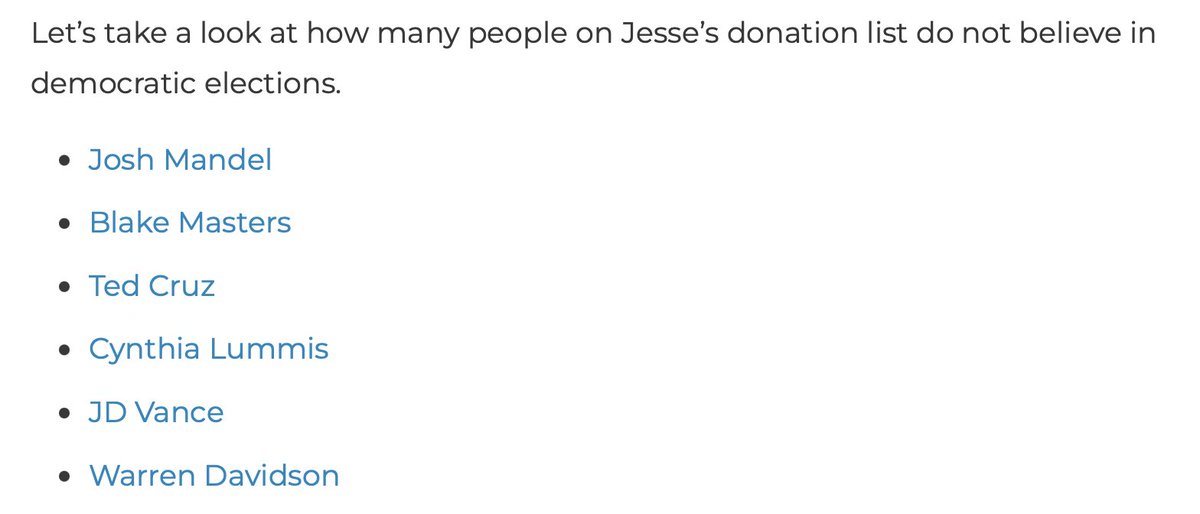 Let’s take a look at how many people on Jesse’s donation list do not believe in
democratic elections.
• Josh Mandel
• Blake Masters
• Ted Cruz
• Cynthia Lummis
• JD Vance
• Warren Davidson